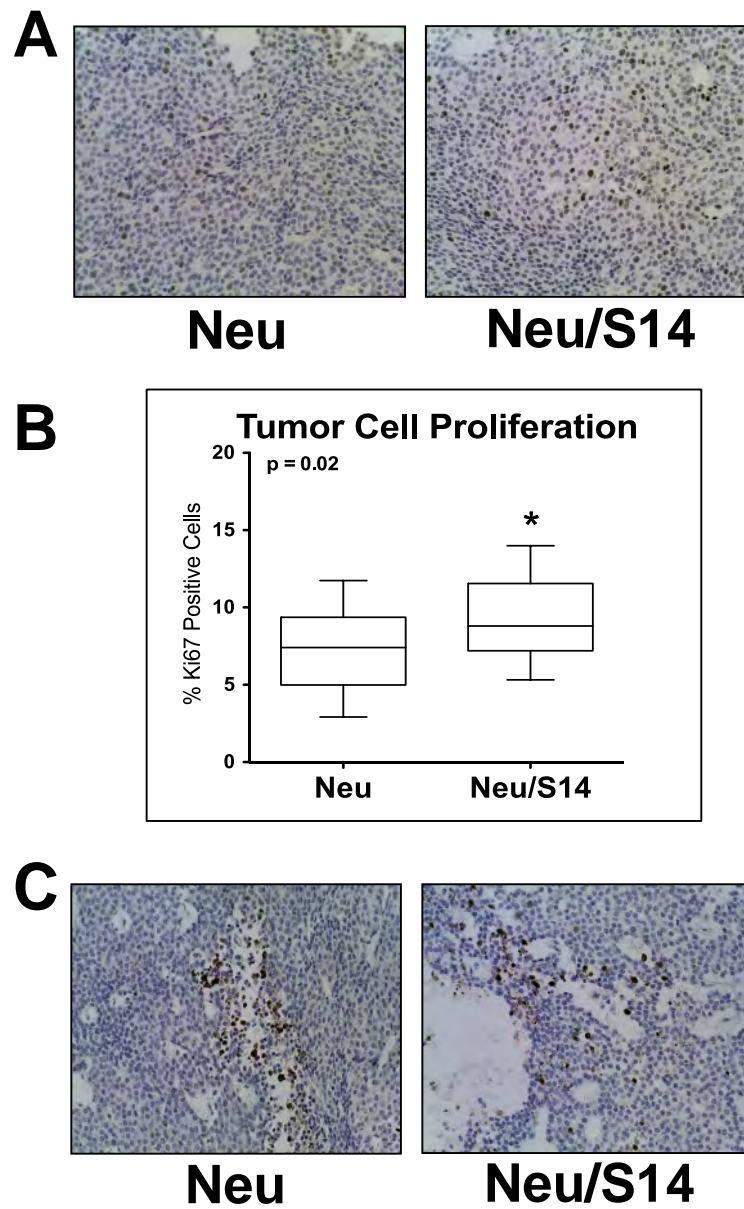 A
Neu
Neu/S14
B
Tumor Cell Proliferation
p = 0.02
20
15
10
5
0
% Ki67 Positive Cells
*
Neu
Neu/S14
C
Neu
Neu/S14